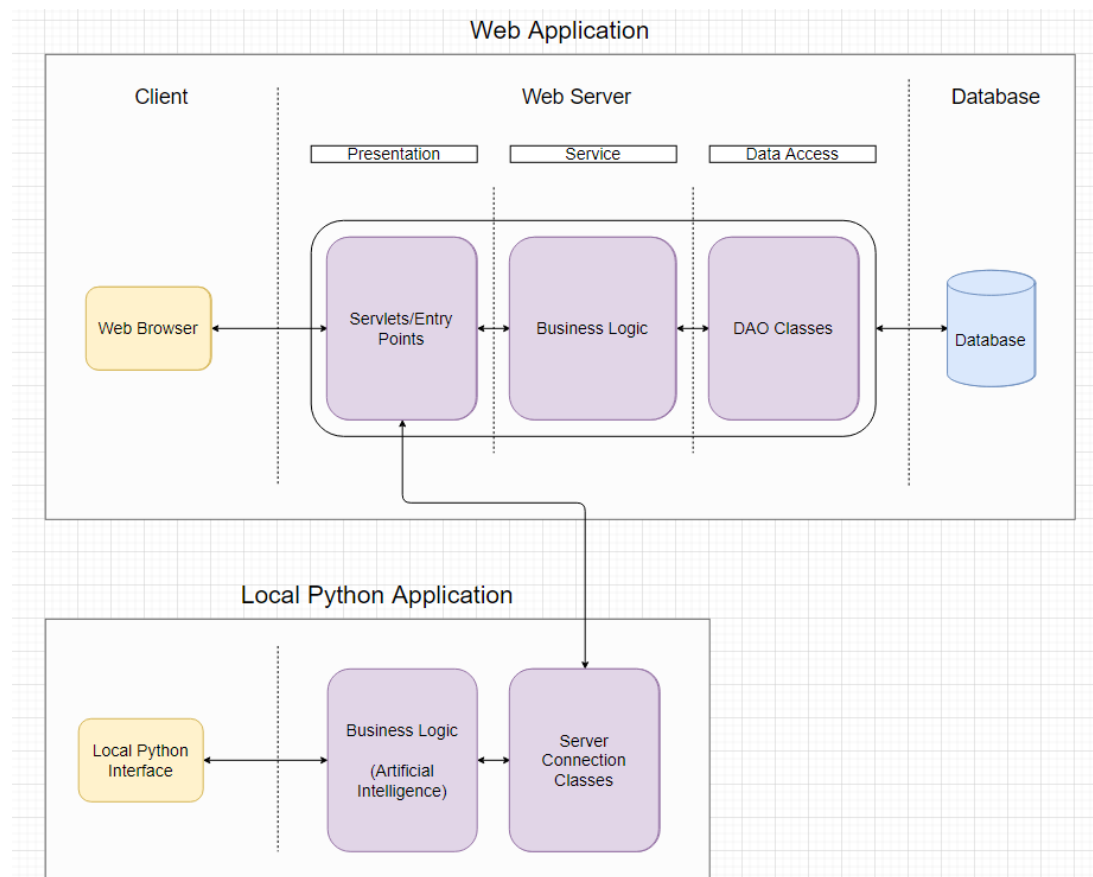 Web Application
Client
Web Server
Database
Presentation
Service
Data Access
Web Browser
Servlets/Entry
Points
Business Logic
DAO Classes
Database
Local Python Application
Local Python
Interface
Business Logic
(Artificial
Intelligence)
Server
Connection
Classes